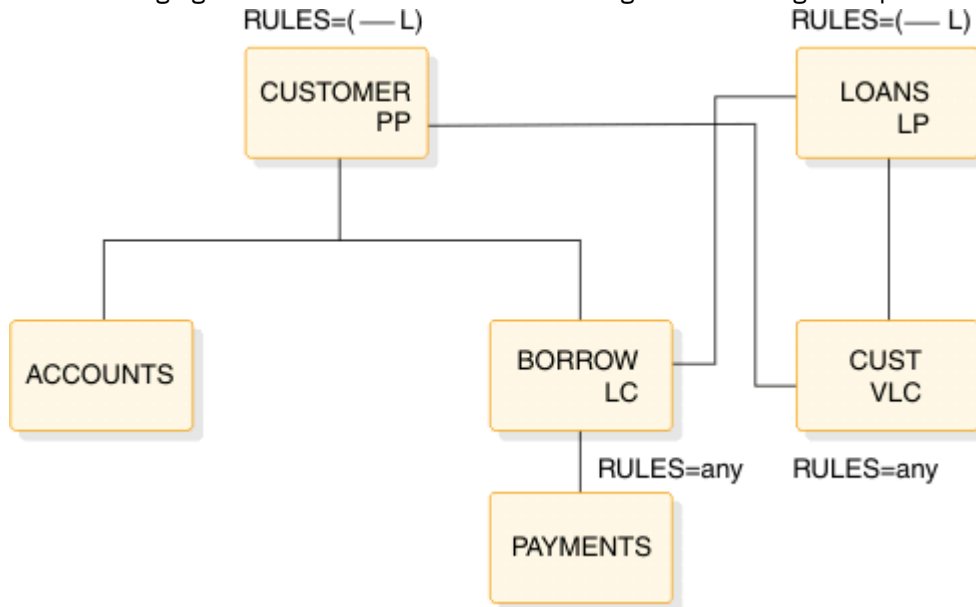 RULES=( — L)
RULES=( — L)
CUSTOMER
PP
LOANS
LP
ACCOUNTS
BORROW
LC
CUST
VLC
RULES=any
RULES=any
PAYMENTS